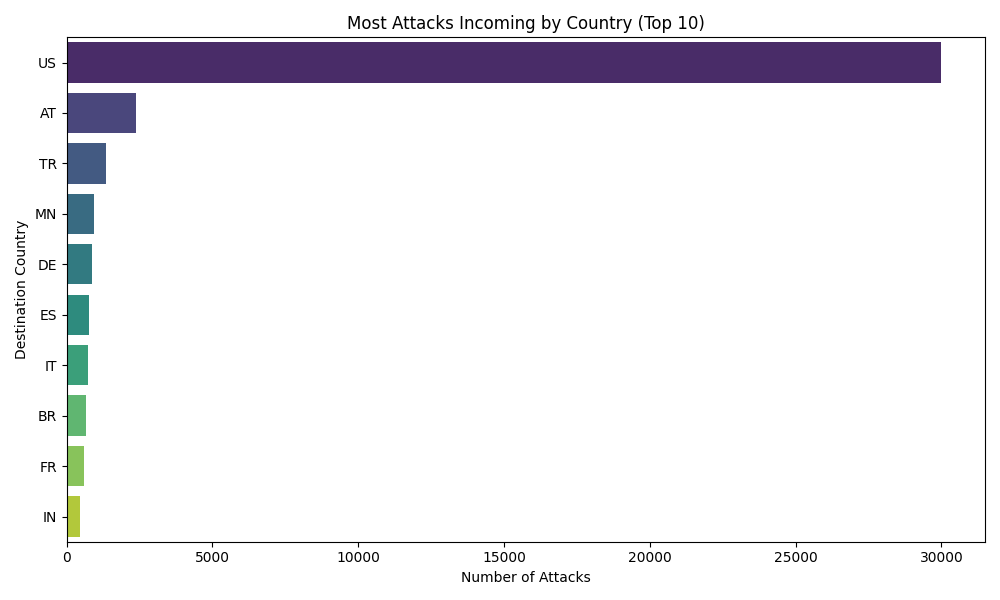 Most Attacks Incoming by Country (Top 10)
Destination Country
US
AT
TR
MN
DE
ES
IT
BR
FR
IN
0 5000 10000 15000 20000 25000 30000
Number of Attacks